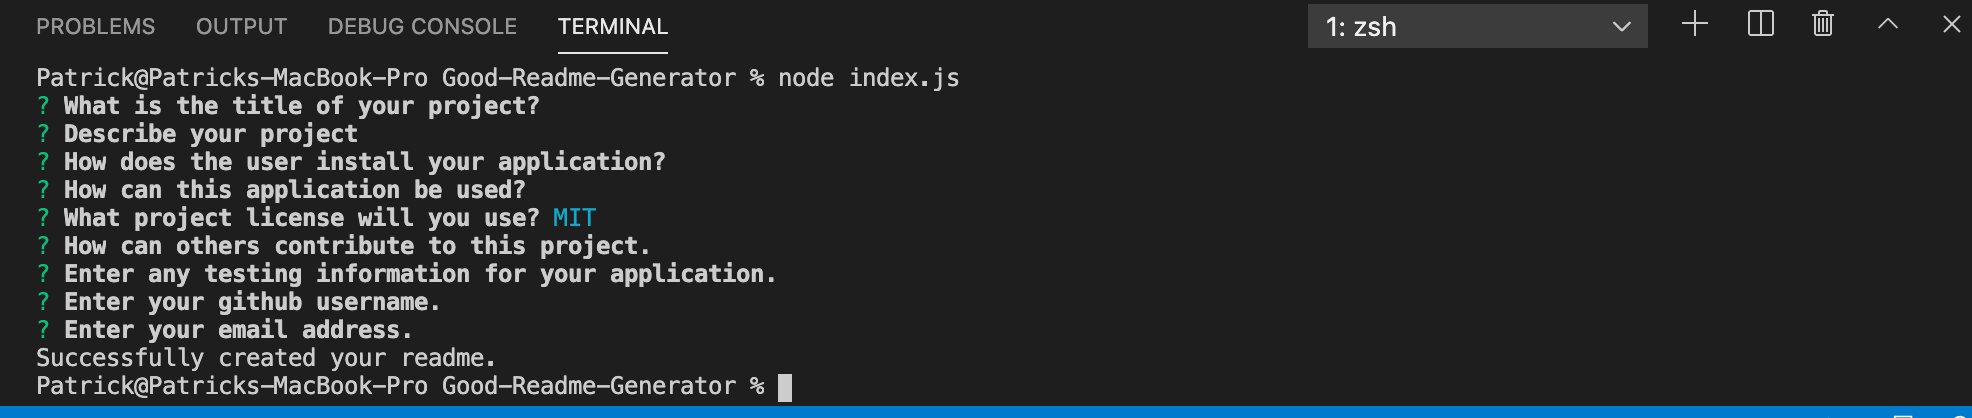 PROBLEMS OUTPUT DEBUG CONSOLE TERMINAL 1: zsh
Patrick@Patricks-MacBook-Pro Good-Readme-Generator % node index.js
? What is the title of your project?
? Describe your project
? How does the user install your application?
? How can this application be used?
? What project license will you use? MIT
? How can others contribute to this project.
? Enter any testing information for your application.
? Enter your github username.
? Enter your email address.
Successfully created your readme.
Patrick@Patricks-MacBook-Pro Good-Readme-Generator %